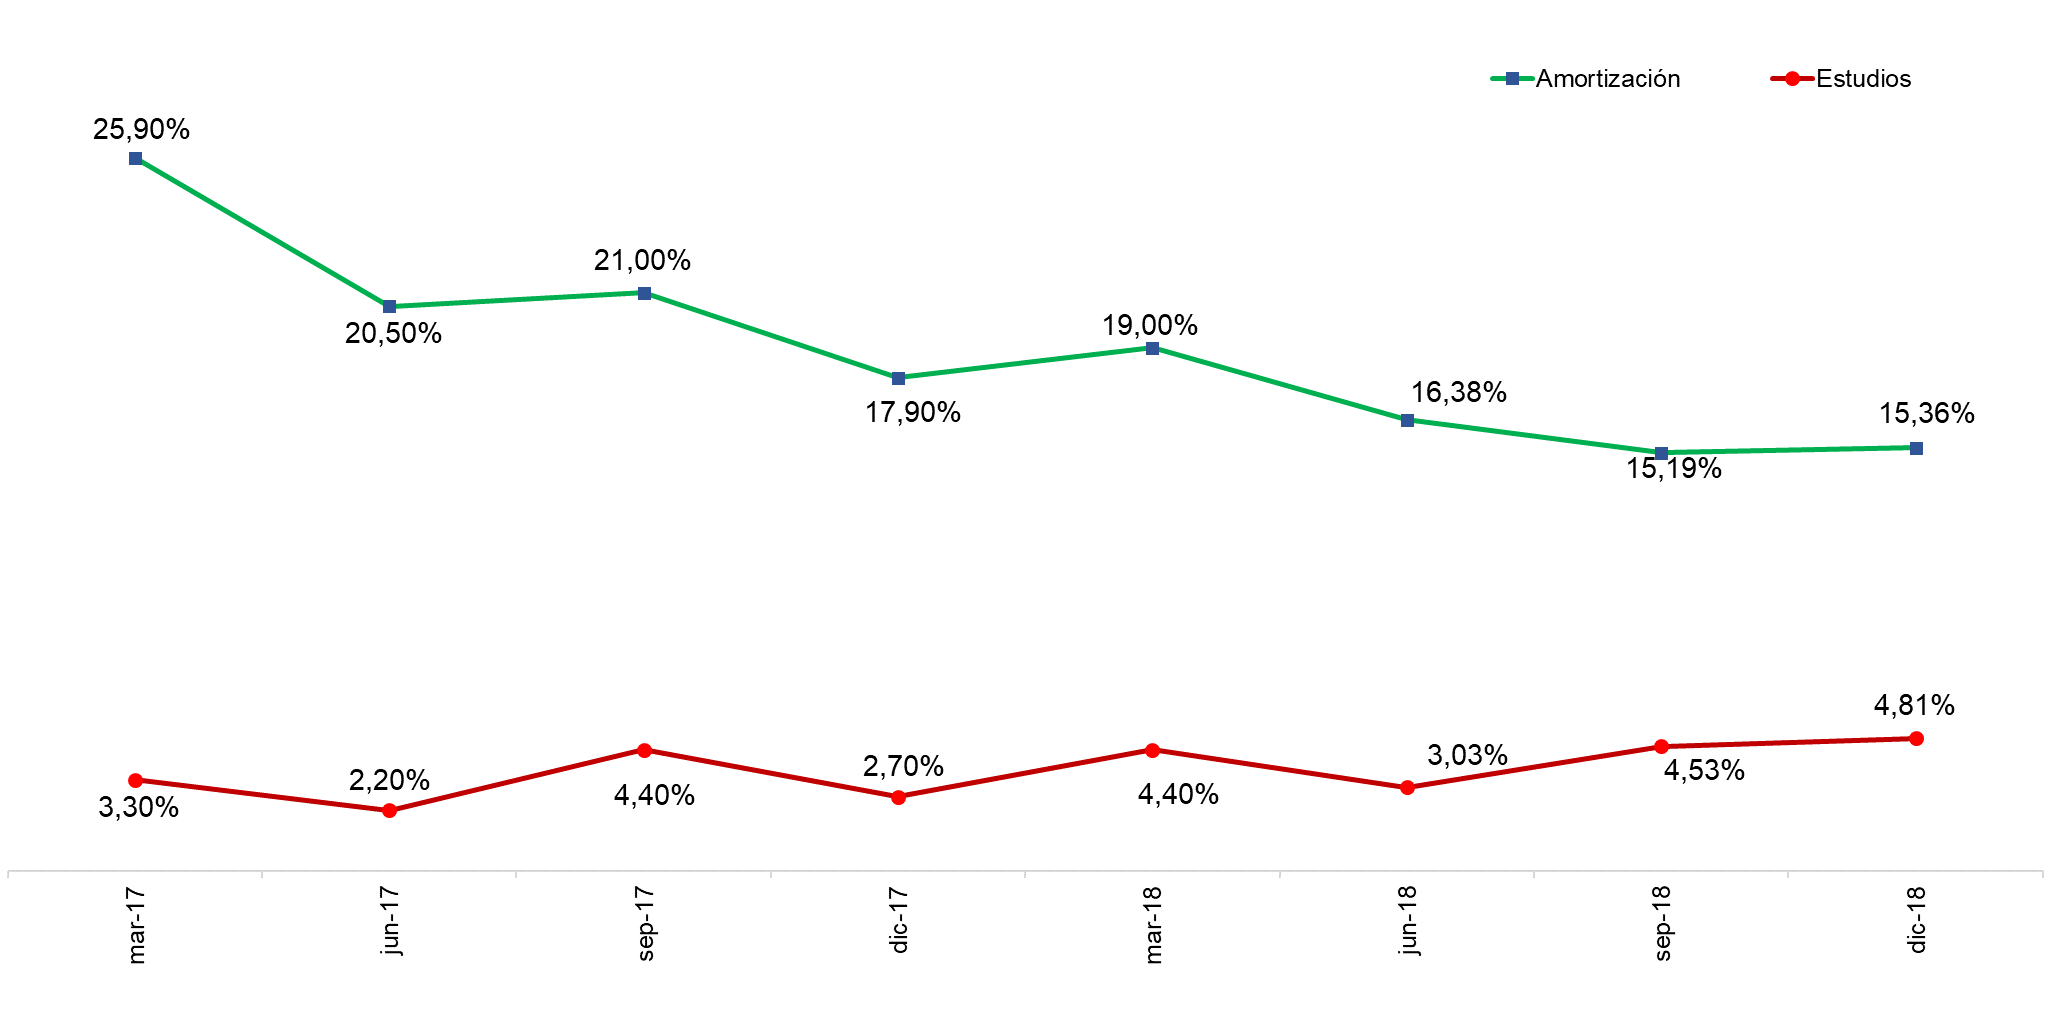 Amortización Estudios
25,90%
21,00%
20,50%
19,00%
17,90%
16,38%
15,36%
15,19%
4,81%
3,03%
2,70%
4,53%
2,20%
4,40%
4,40%
3,30%
mar-17
jun-17
sep-17
dic-17
mar-18
jun-18
sep-18
dic-18